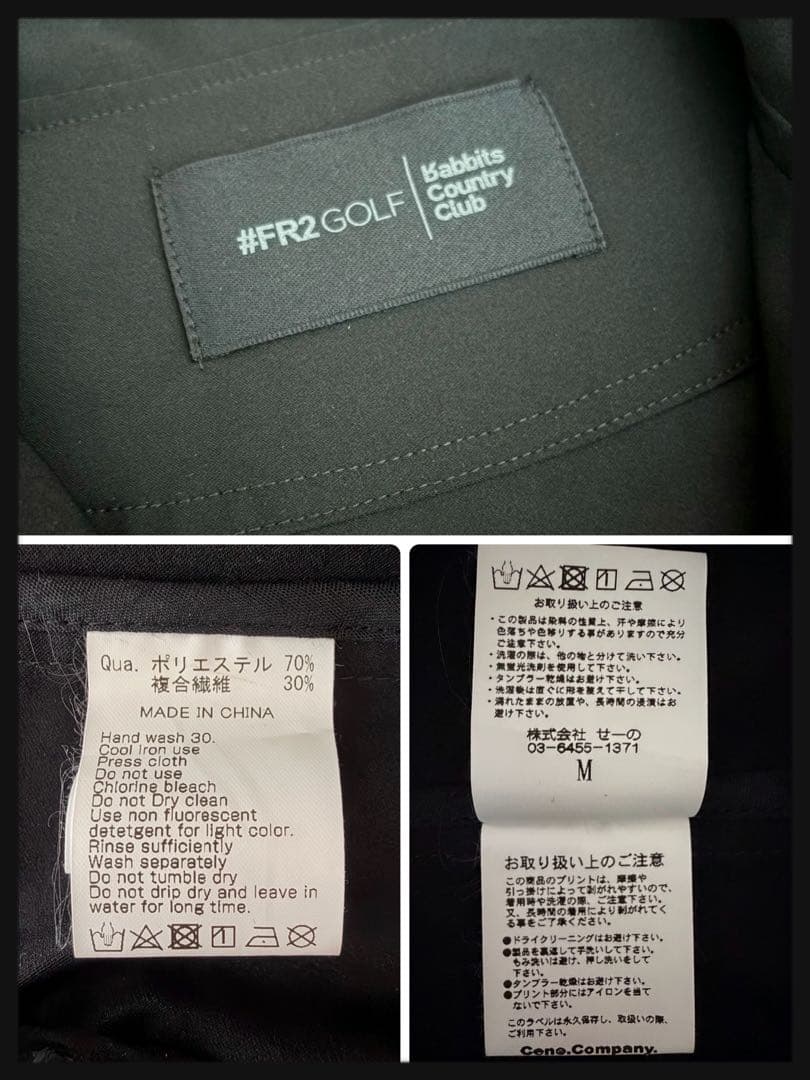 #FR2 GOLF
Rabbits
Country
Club
Qua. ポリエステル 70%
複合繊維 30%
MADE IN CHINA
Hand wash 30.
Cool Iron use
Press cloth
Do not use
Chlorine bleach
Do not Dry clean
Use non fluorescent
detetgent for light color.
Rinse sufficiently
Wash separately
Do not tumble dry
Do not drip dry and leave in
water for long time.
お取り扱い上のご注意
・この製品は染料の性質上、汗や摩擦により
色落ちや色移りする事がありますので充分
ご注意下さい。
・洗濯の際は、他の物と分けて洗い下さい。
・無蛍光洗剤を使用して下さい。
・タンブラー乾燥はお避け下さい。
・洗濯後は直ぐに形を整えて干して下さい。
・濡れたままの放置や、長時間の浸漬はお
避け下さい。
株式会社 せーの
03-6455-1371
M
お取り扱い上のご注意
この商品のプリントは、摩擦や
引っ掛けによって剥がれやすいので、
着用時や洗濯の際、ご注意下さい。
又、長時間の着用により剥がれてく
る事をご了承ください。
●ドライクリーニングはお避け下さい。
●製品を裏返して手洗いして下さい。
もみ洗いは避け、押し洗いをして
下さい。
●タンブラー乾燥はお避け下さい。
●プリント部分にはアイロンを当て
ないで下さい。
このラベルは永久保存し、取扱いの際、
ご利用下さい。
Ceno.Company.